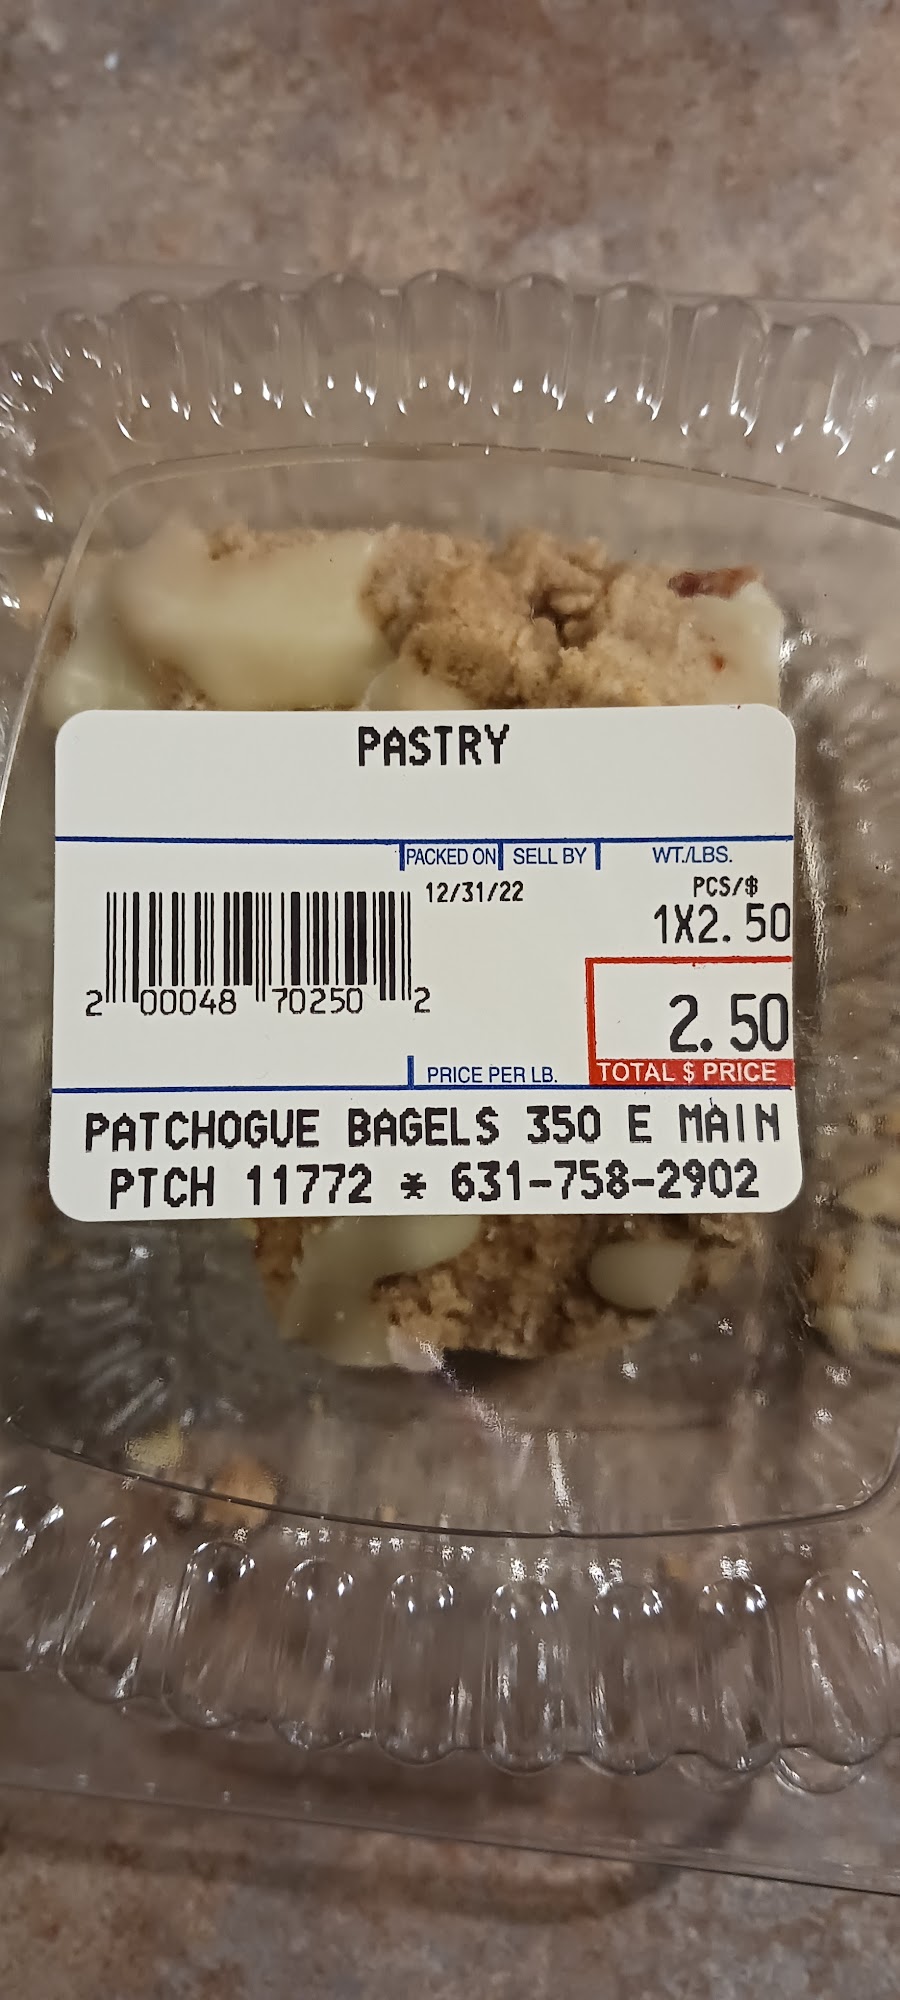 PASTRY
PACKED ON SELL BY WT./LBS.
12/31/22 PCS/$
1X2.50
2 00048 70250 2
2.50
PRICE PER LB. TOTAL $ PRICE
PATCHOGUE BAGELS 350 E MAIN
PTCH 11772 * 631-758-2902